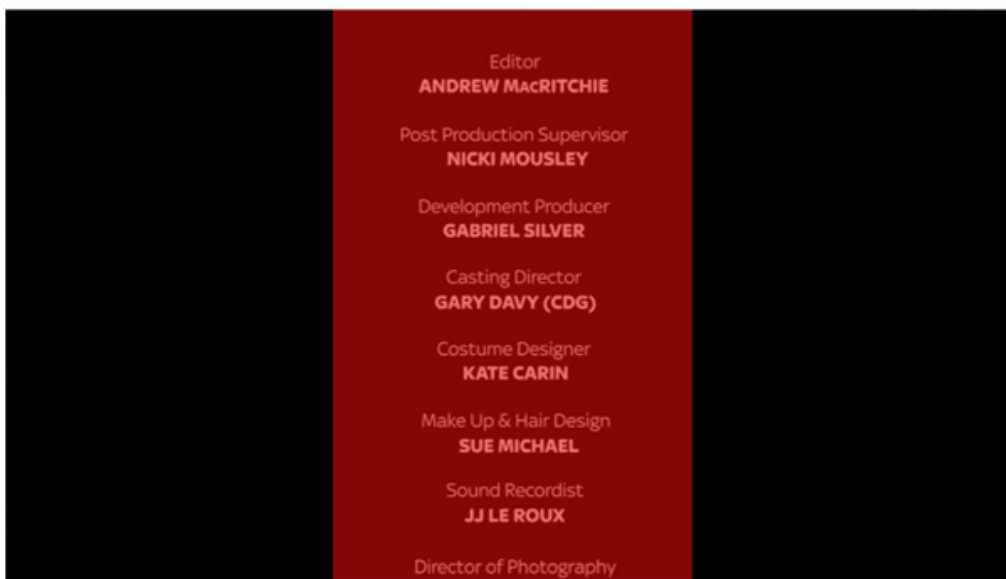 Editor
ANDREW MacRITCHIE
Post Production Supervisor
NICKI MOUSLEY
Development Producer
GABRIEL SILVER
Casting Director
GARY DAVY (CDG)
Costume Designer
KATE CARIN
Make Up & Hair Design
SUE MICHAEL
Sound Recordist
JJ LE ROUX
Director of Photography